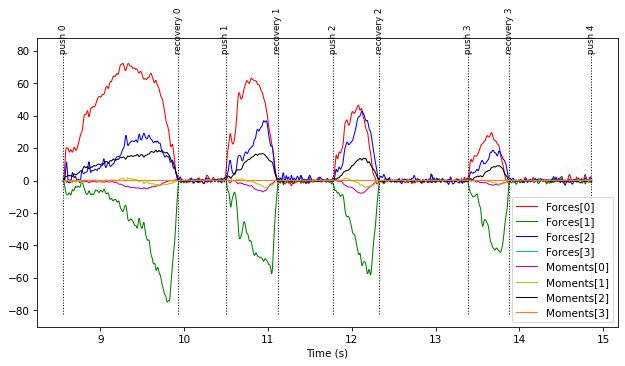 push 0
recovery 0
push 1
recovery 1
push 2
recovery 2
push 3
recovery 3
push 4
80
60
40
20
0
−20
−40
−60
−80
Forces[0]
Forces[1]
Forces[2]
Forces[3]
Moments[0]
Moments[1]
Moments[2]
Moments[3]
9
10
11
12
13
14
15
Time (s)